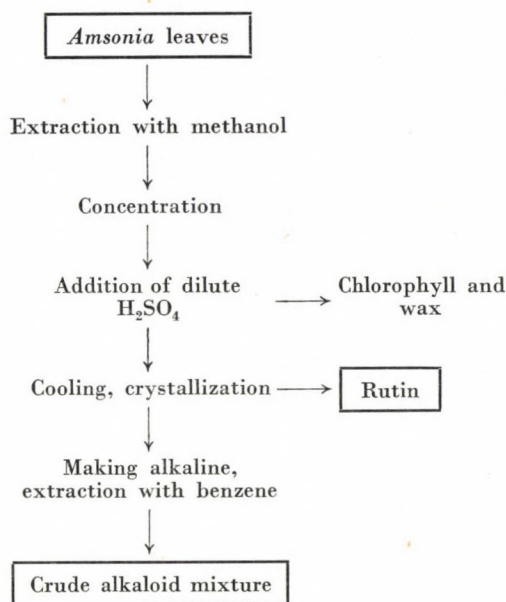 Amsonia leaves
Extraction with methanol
Concentration
Addition of dilute
H₂SO₄
Chlorophyll and
wax
Cooling, crystallization
Rutin
Making alkaline,
extraction with benzene
Crude alkaloid mixture